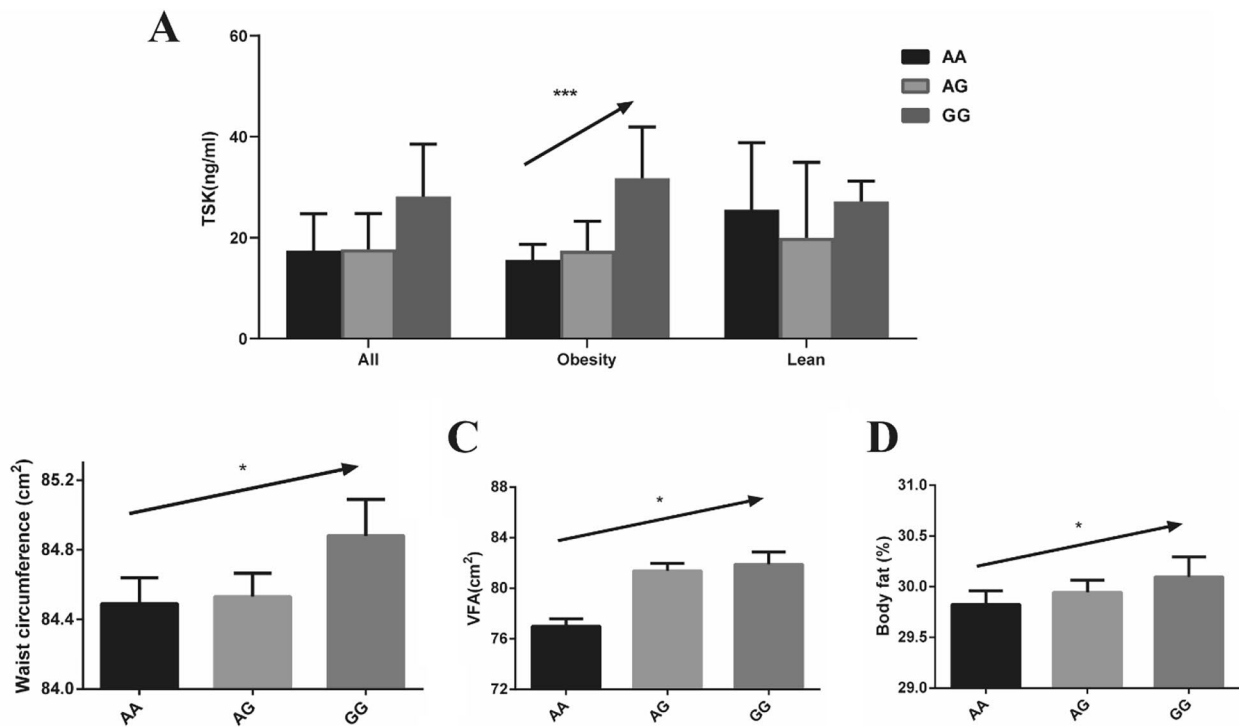 A
60
40
20
0
TSK(ng/ml)
***
AA
AG
GG
All
Obesity
Lean
85.2
84.8
84.4
84.0
Waist circumference (cm²)
*
AA
AG
GG
C
88
84
80
76
72
VFA(cm²)
*
AA
AG
GG
D
31.0
30.5
30.0
29.5
29.0
Body fat (%)
*
AA
AG
GG